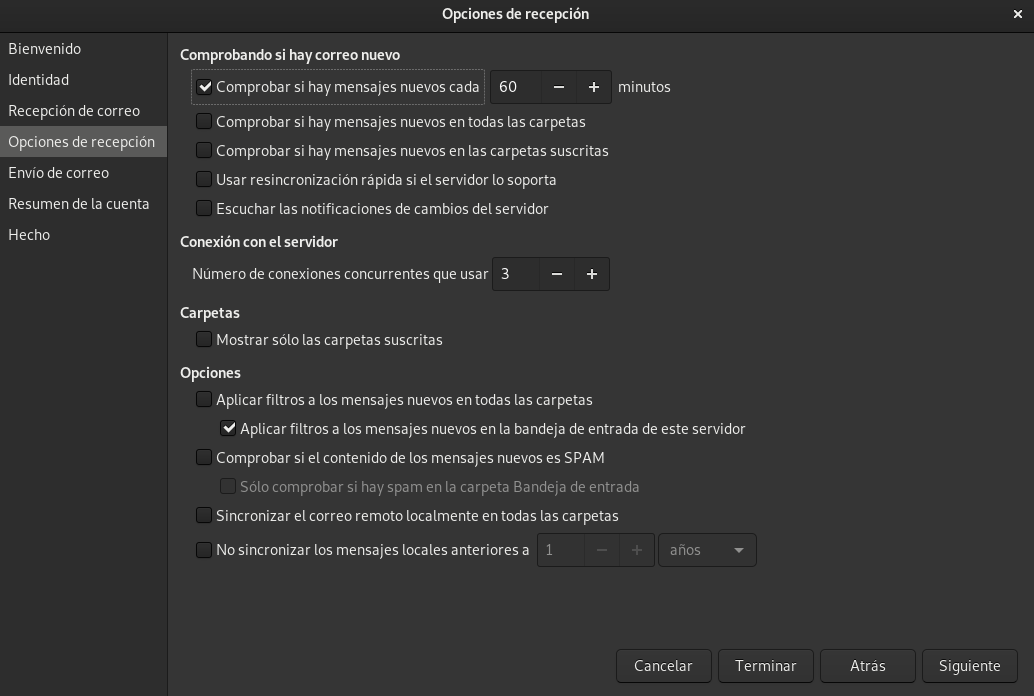 Opciones de recepción
Bienvenido
Identidad
Recepción de correo
Opciones de recepción
Envío de correo
Resumen de la cuenta
Hecho
Comprobando si hay correo nuevo
Comprobar si hay mensajes nuevos cada 60 minutos
Comprobar si hay mensajes nuevos en todas las carpetas
Comprobar si hay mensajes nuevos en las carpetas suscritas
Usar resincronización rápida si el servidor lo soporta
Escuchar las notificaciones de cambios del servidor
Conexión con el servidor
Número de conexiones concurrentes que usar 3
Carpetas
Mostrar sólo las carpetas suscritas
Opciones
Aplicar filtros a los mensajes nuevos en todas las carpetas
Aplicar filtros a los mensajes nuevos en la bandeja de entrada de este servidor
Comprobar si el contenido de los mensajes nuevos es SPAM
Sólo comprobar si hay spam en la carpeta Bandeja de entrada
Sincronizar el correo remoto localmente en todas las carpetas
No sincronizar los mensajes locales anteriores a 1 años
Cancelar Terminar Atrás Siguiente